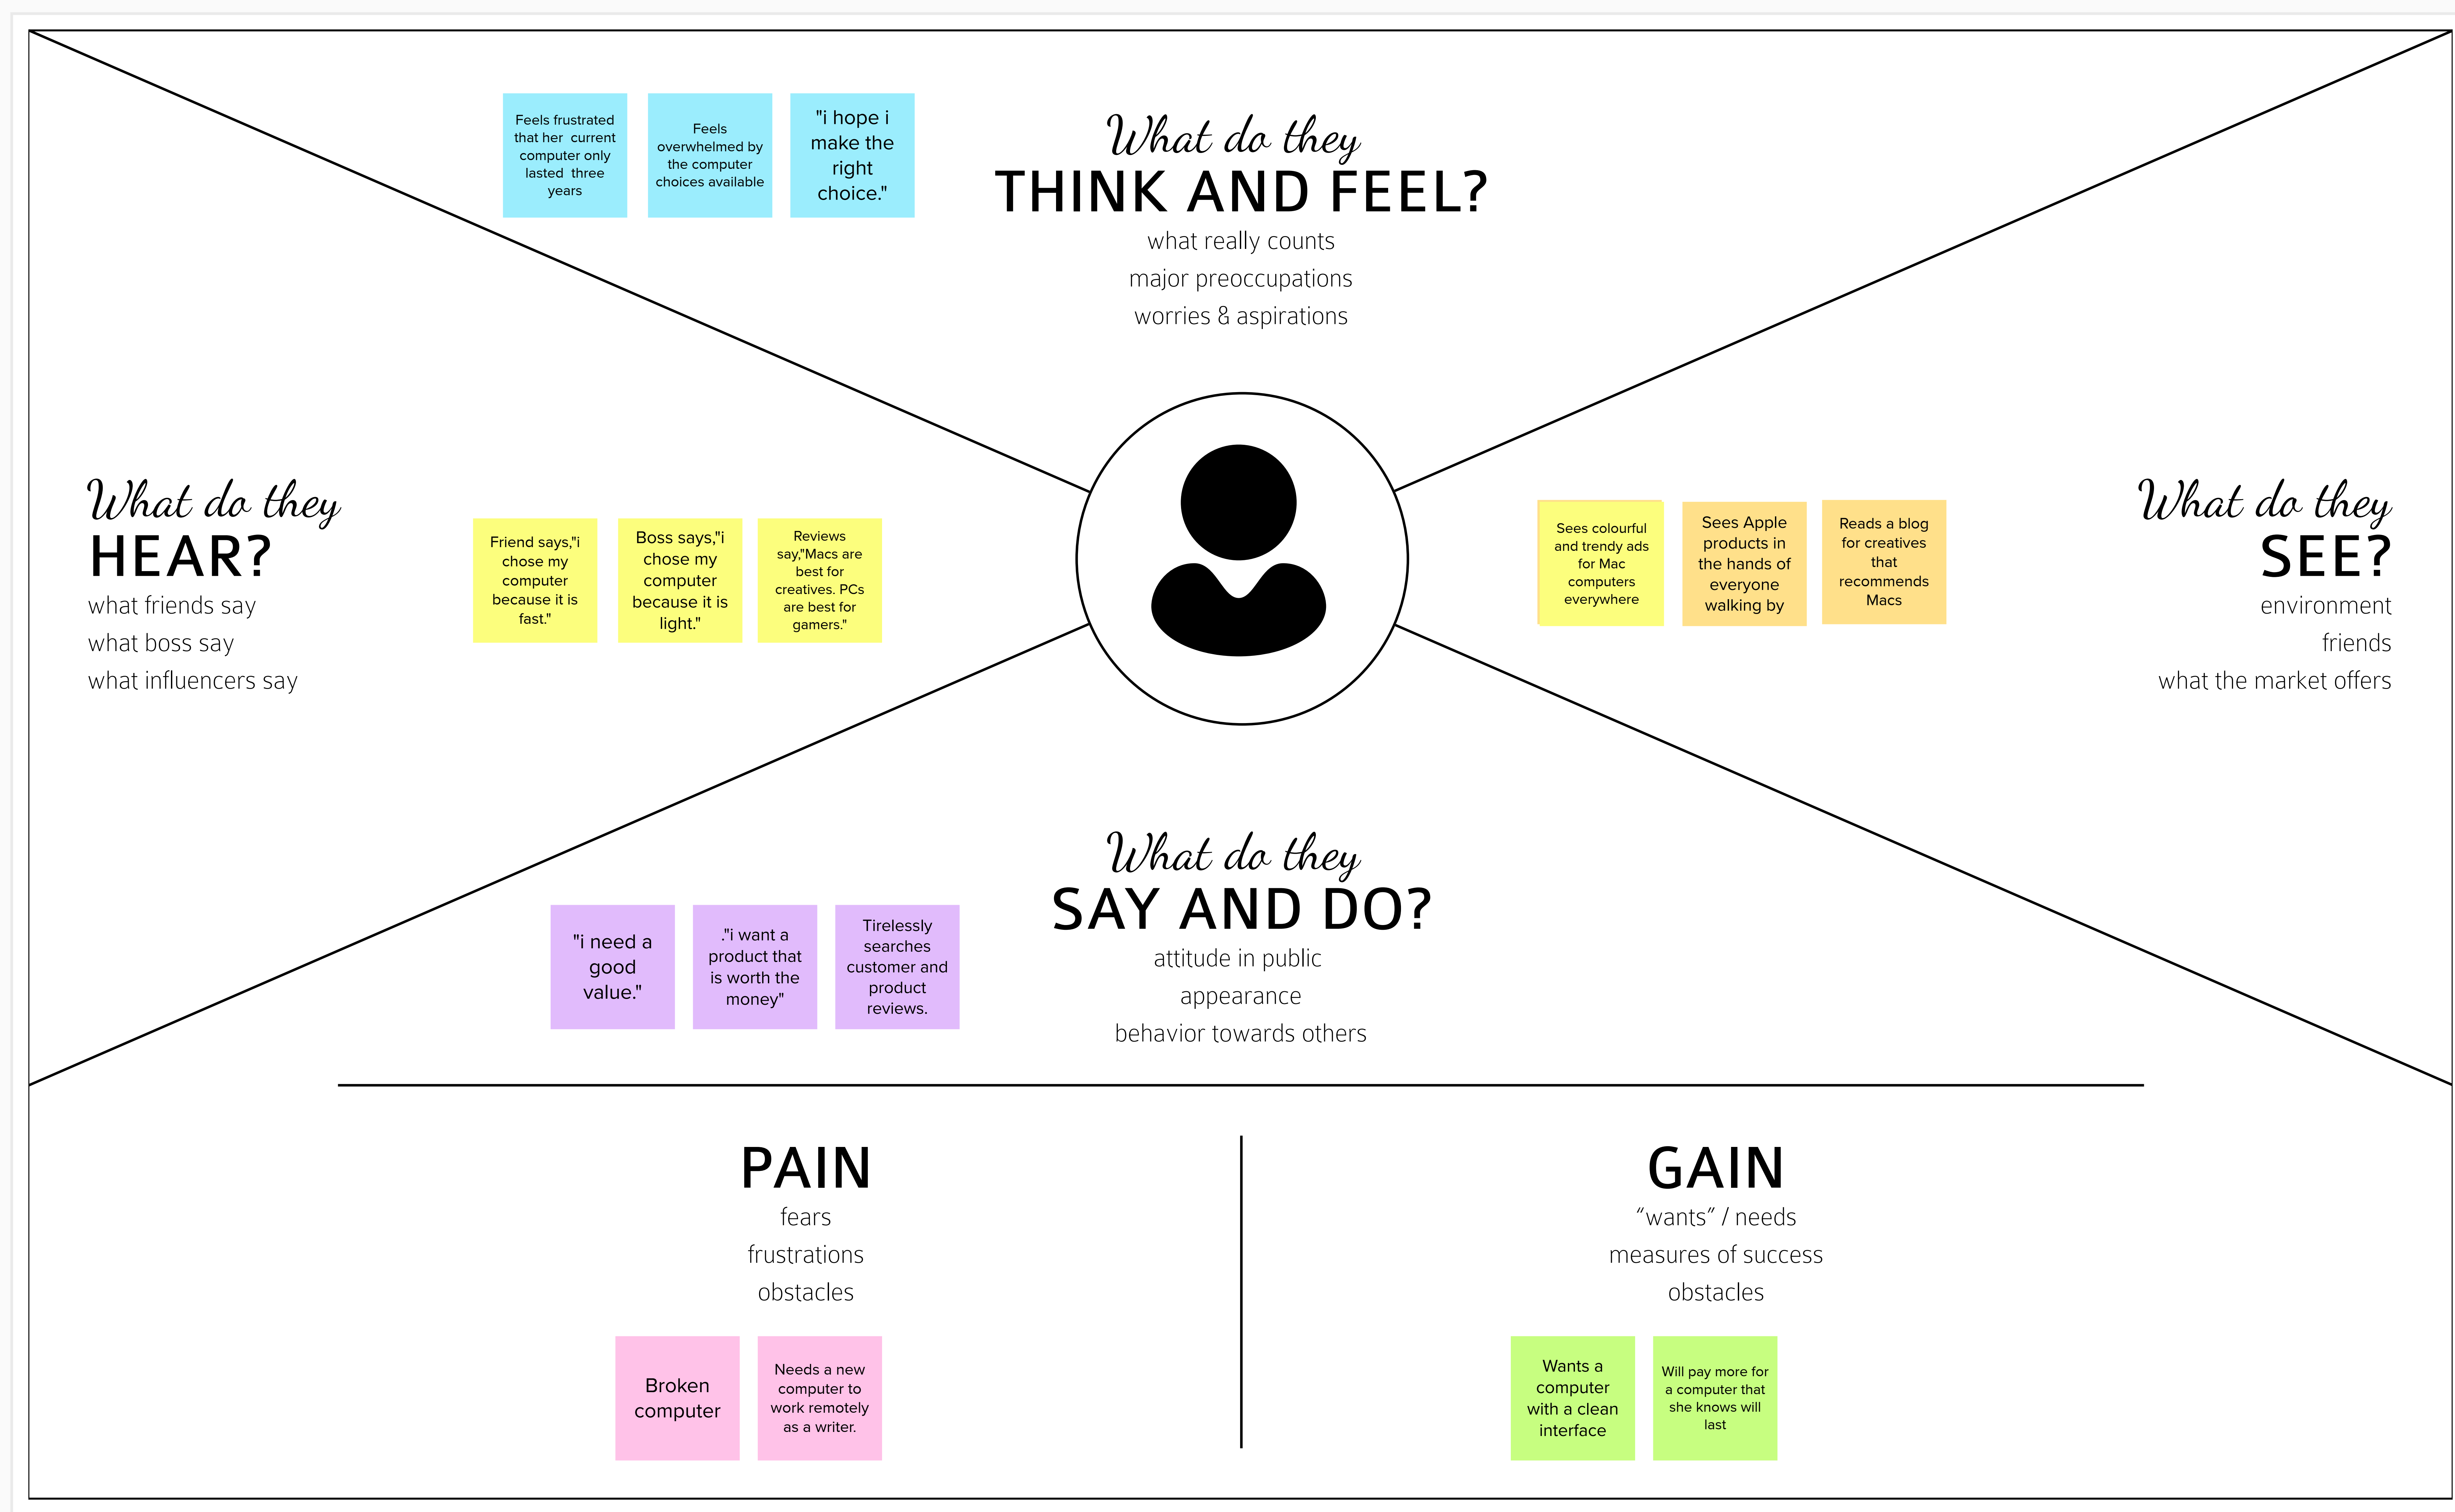 Feels frustrated
that her current
computer only
lasted three
years
Feels
overwhelmed by
the computer
choices available
"i hope i
make the
right
choice."
What do they
THINK AND FEEL?
what really counts
major preoccupations
worries & aspirations
What do they
HEAR?
what friends say
what boss say
what influencers say
Friend says,"i
chose my
computer
because it is
fast."
Boss says,"i
chose my
computer
because it is
light."
Reviews
say,"Macs are
best for
creatives. PCs
are best for
gamers."
Sees colourful
and trendy ads
for Mac
computers
everywhere
Sees Apple
products in
the hands of
everyone
walking by
Reads a blog
for creatives
that
recommends
Macs
What do they
SEE?
environment
friends
what the market offers
"i need a
good
value."
."i want a
product that
is worth the
money"
Tirelessly
searches
customer and
product
reviews.
What do they
SAY AND DO?
attitude in public
appearance
behavior towards others
PAIN
fears
frustrations
obstacles
Broken
computer
Needs a new
computer to
work remotely
as a writer.
GAIN
“wants” / needs
measures of success
obstacles
Wants a
computer
with a clean
interface
Will pay more for
a computer that
she knows will
last